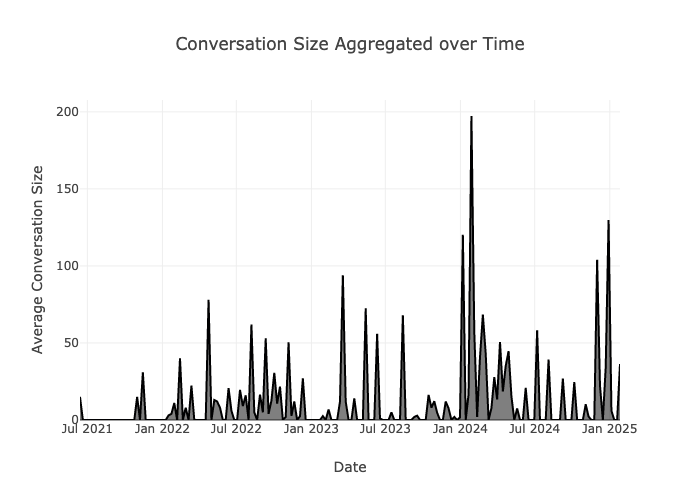 Conversation Size Aggregated over Time
Average Conversation Size
200
150
100
50
0
Jul 2021 Jan 2022 Jul 2022 Jan 2023 Jul 2023 Jan 2024 Jul 2024 Jan 2025
Date